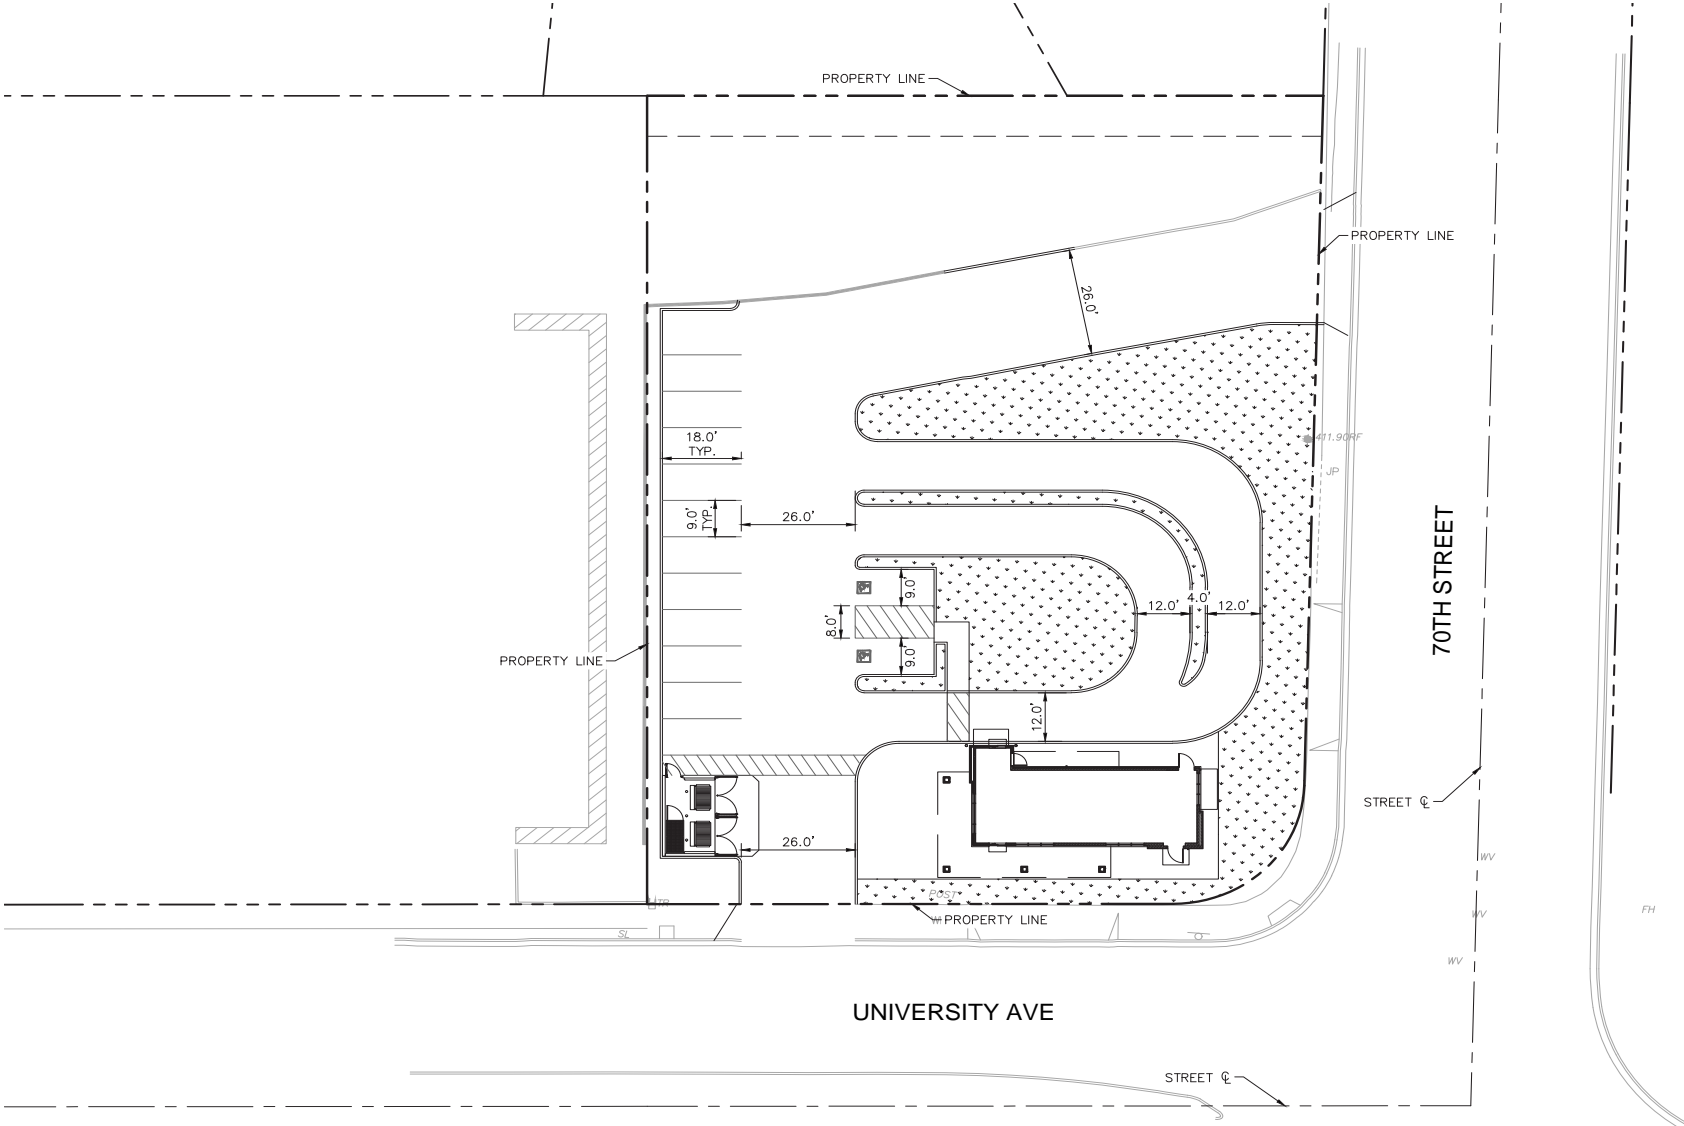 PROPERTY LINE
PROPERTY LINE
26.0'
18.0'
TYP.
411.90RF
JP
9.0'
TYP.
26.0'
70TH STREET
9.0'
8.0'
9.0'
12.0'
4.0'
12.0'
PROPERTY LINE
12.0'
STREET ℄
26.0'
WV
POST
TR
PROPERTY LINE
WV
FH
SL
WV
UNIVERSITY AVE
STREET ℄